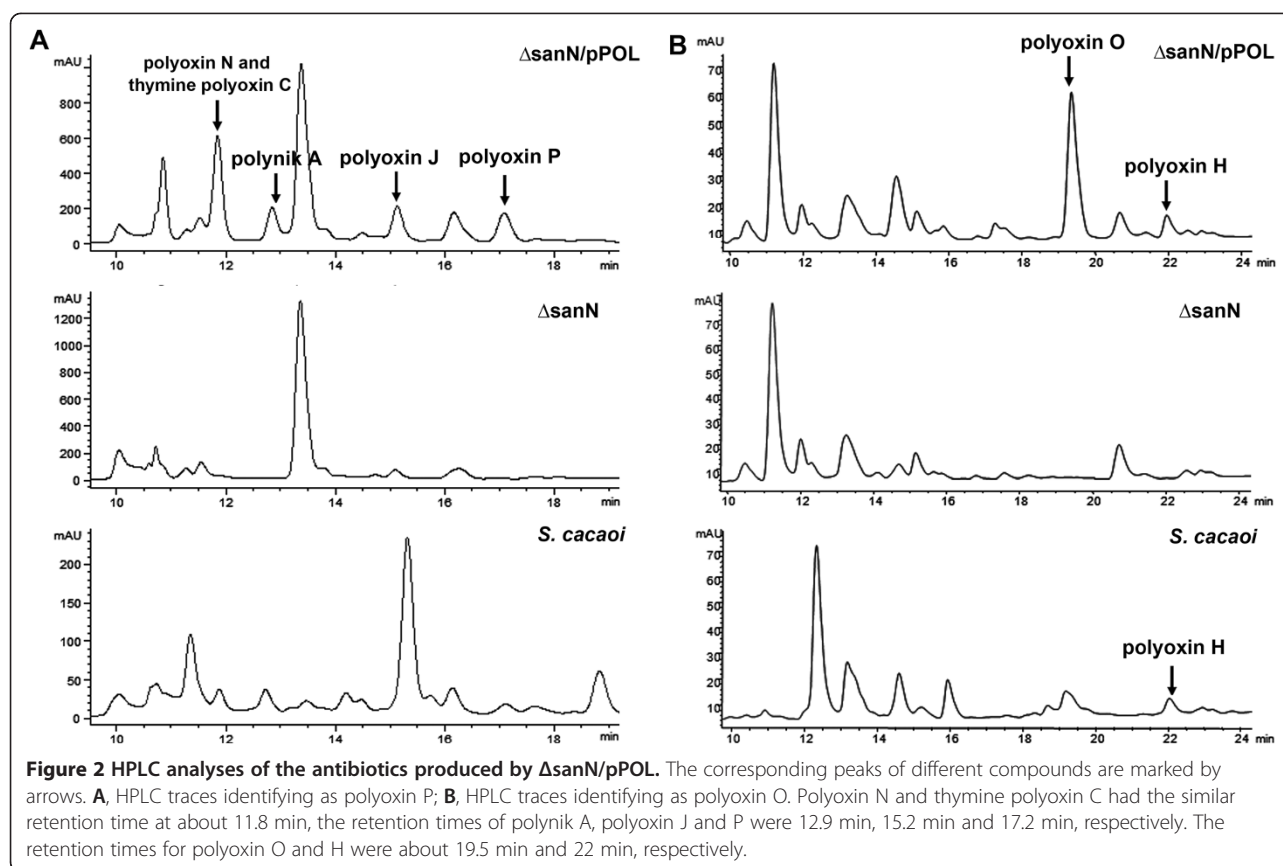 A
mAU
ΔsanN/pPOL
polyoxin N and
thymine polyoxin C
polynik A
polyoxin J
polyoxin P
800
600
400
200
0
10 12 14 16 18 min
mAU
ΔsanN
1200
1000
800
600
400
200
0
10 12 14 16 18 min
mAU
S. cacaoi
200
150
100
50
0
10 12 14 16 18 min
B
mAU
ΔsanN/pPOL
polyoxin O
polyoxin H
70
60
50
40
30
20
10
10 12 14 16 18 20 22 24 min
mAU
ΔsanN
70
60
50
40
30
20
10
10 12 14 16 18 20 22 24 min
mAU
S. cacaoi
polyoxin H
70
60
50
40
30
20
10
10 12 14 16 18 20 22 24 min
Figure 2 HPLC analyses of the antibiotics produced by ΔsanN/pPOL. The corresponding peaks of different compounds are marked by
arrows. A, HPLC traces identifying as polyoxin P; B, HPLC traces identifying as polyoxin O. Polyoxin N and thymine polyoxin C had the similar
retention time at about 11.8 min, the retention times of polynik A, polyoxin J and P were 12.9 min, 15.2 min and 17.2 min, respectively. The
retention times for polyoxin O and H were about 19.5 min and 22 min, respectively.